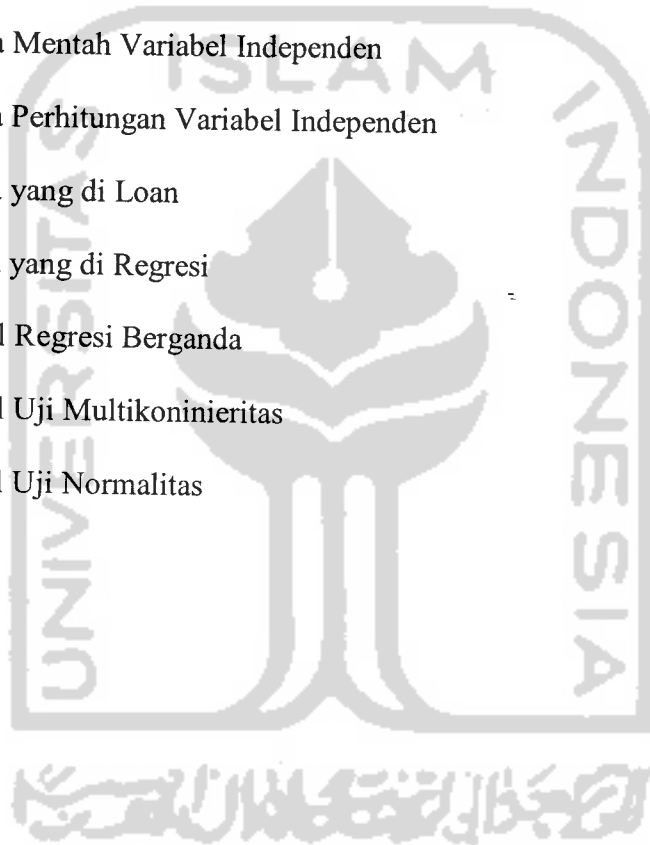 a Mentah Variabel Independen
a Perhitungan Variabel Independen
yang di Loan
yang di Regresi
l Regresi Berganda
l Uji Multikoninieritas
l Uji Normalitas
UNIVERSITAS
ISLAM
INDONESIA